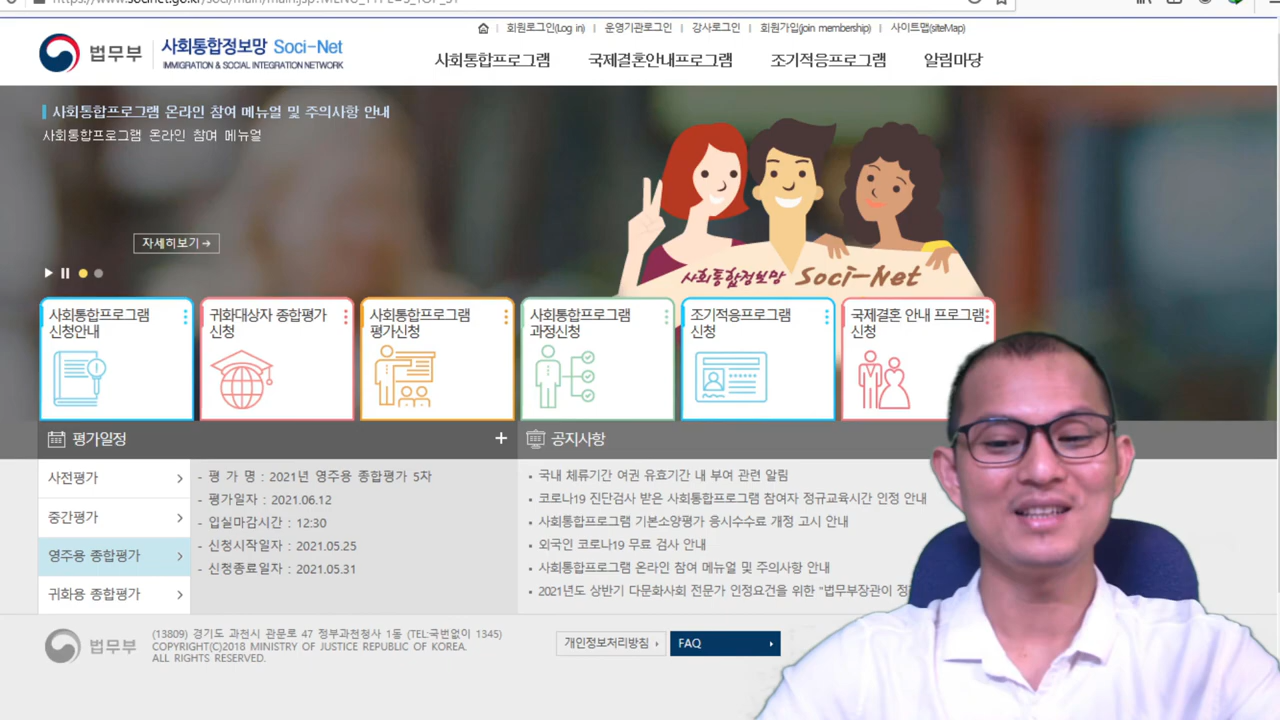 회원로그인(Log in) | 운영기관로그인 | 강사로그인 | 회원가입(join membership) | 사이트맵(siteMap)
법무부
사회통합정보망 Soci-Net
IMMIGRATION & SOCIAL INTEGRATION NETWORK
사회통합프로그램 국제결혼안내프로그램 조기적응프로그램 알림마당
사회통합프로그램 온라인 참여 메뉴얼 및 주의사항 안내
사회통합프로그램 온라인 참여 메뉴얼
자세히보기→
사회통합정보망 Soci-Net
사회통합프로그램
신청안내
귀화대상자 종합평가
신청
사회통합프로그램
평가신청
사회통합프로그램
과정신청
조기적응프로그램
신청
국제결혼 안내 프로그램
신청
평가일정 +
사전평가
중간평가
영주용 종합평가
귀화용 종합평가
- 평 가 명 : 2021년 영주용 종합평가 5차
- 평가일자 : 2021.06.12
- 입실마감시간 : 12:30
- 신청시작일자 : 2021.05.25
- 신청종료일자 : 2021.05.31
공지사항
• 국내 체류기간 여권 유효기간 내 부여 관련 알림
• 코로나19 진단검사 받은 사회통합프로그램 참여자 정규교육시간 인정 안내
• 사회통합프로그램 기본소양평가 응시수수료 개정 고시 안내
• 외국인 코로나19 무료 검사 안내
• 사회통합프로그램 온라인 참여 메뉴얼 및 주의사항 안내
• 2021년도 상반기 다문화사회 전문가 인정요건을 위한 "법무부장관이
법무부
(13809) 경기도 과천시 관문로 47 정부과천청사 1동 (TEL:국번없이 1345)
COPYRIGHT(C)2018 MINISTRY OF JUSTICE REPUBLIC OF KOREA.
ALL RIGHTS RESERVED.
개인정보처리방침
FAQ